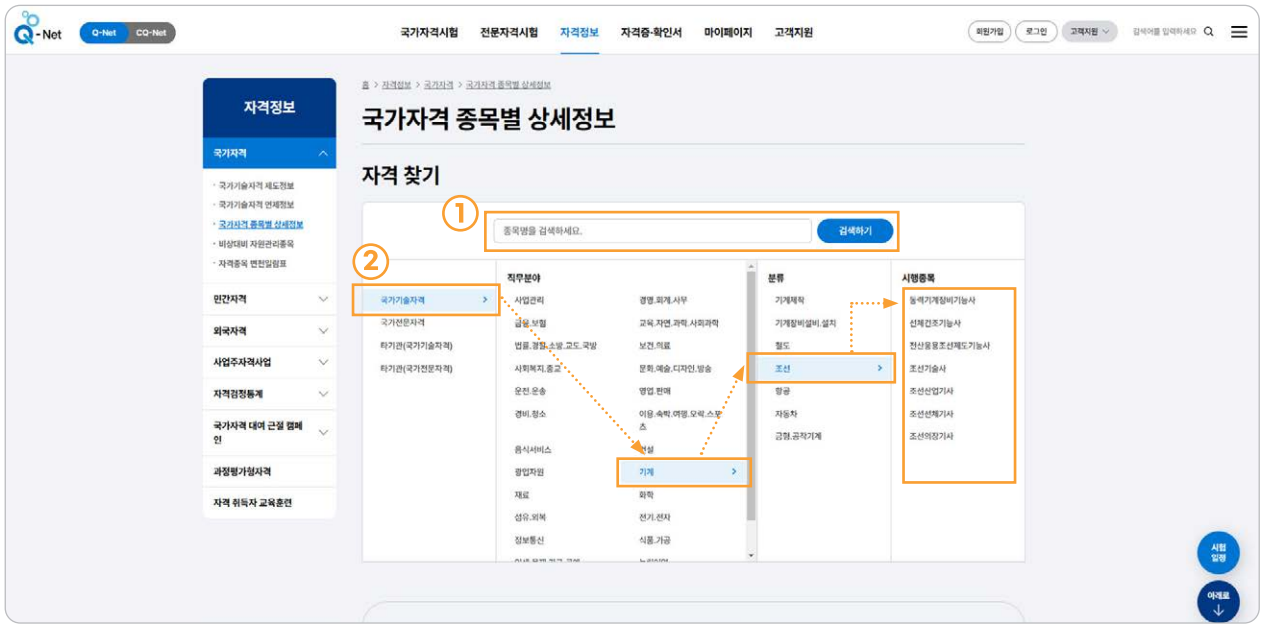 Q-Net
Q-Net CQ-Net
국가자격시험 전문자격시험 자격정보 자격증·확인서 마이페이지 고객지원
회원가입 로그인 고객지원 검색어를 입력하세요
홈 > 자격정보 > 국가자격 > 국가자격 종목별 상세정보
국가자격 종목별 상세정보
자격정보
국가자격
· 국가기술자격 제도정보
· 국가기술자격 연계정보
· 국가자격 종목별 상세정보
· 비상대비 자원관리종목
· 자격종목 변천일람표
민간자격
외국자격
사업주자격사업
자격검정통계
국가자격 대여 근절 캠페
인
과정평가형자격
자격 취득자 교육훈련
자격 찾기
①
종목명을 검색하세요. 검색하기
②
국가기술자격
국가전문자격
타기관(국가기술자격)
타기관(국가전문자격)
직무분야
사업관리 경영.회계.사무
금융.보험 교육.자연.과학.사회과학
법률.경찰.소방.교도.국방 보건.의료
사회복지.종교 문화.예술.디자인.방송
운전.운송 영업.판매
경비.청소 이용.숙박.여행.오락.스포
츠
음식서비스 건설
광업자원 기계
재료 화학
섬유.의복 전기.전자
정보통신 식품.가공
분류
기계제작
기계장비설비.설치
철도
조선
항공
자동차
금형.공작기계
시행종목
동력기계정비기능사
선체건조기능사
전산응용조선제도기능사
조선기술사
조선산업기사
조선선체기사
조선의장기사
시험
일정
아래로